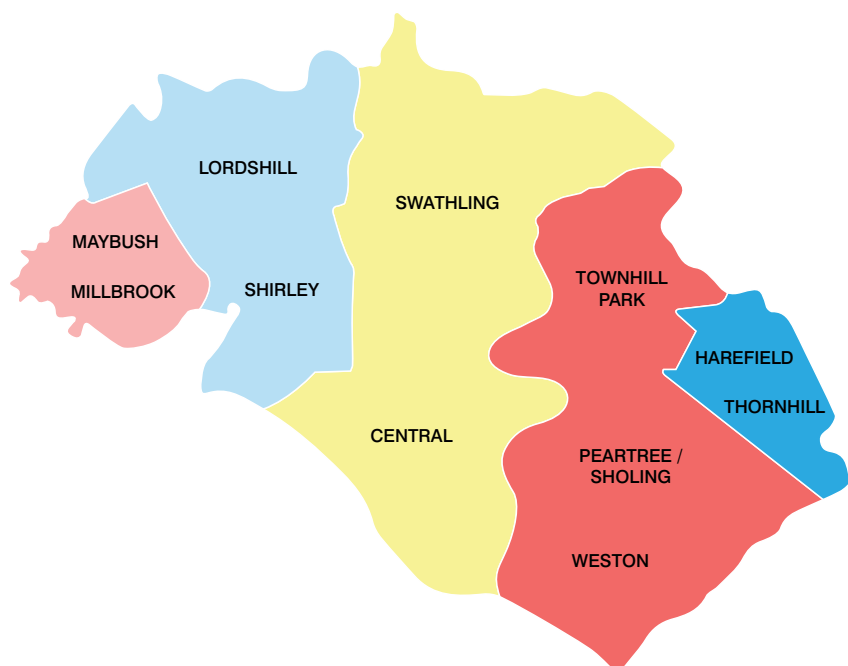 LORDSHILL
SWATHLING
MAYBUSH
MILLBROOK
SHIRLEY
TOWNHILL
PARK
HAREFIELD
THORNHILL
CENTRAL
PEARTREE /
SHOLING
WESTON